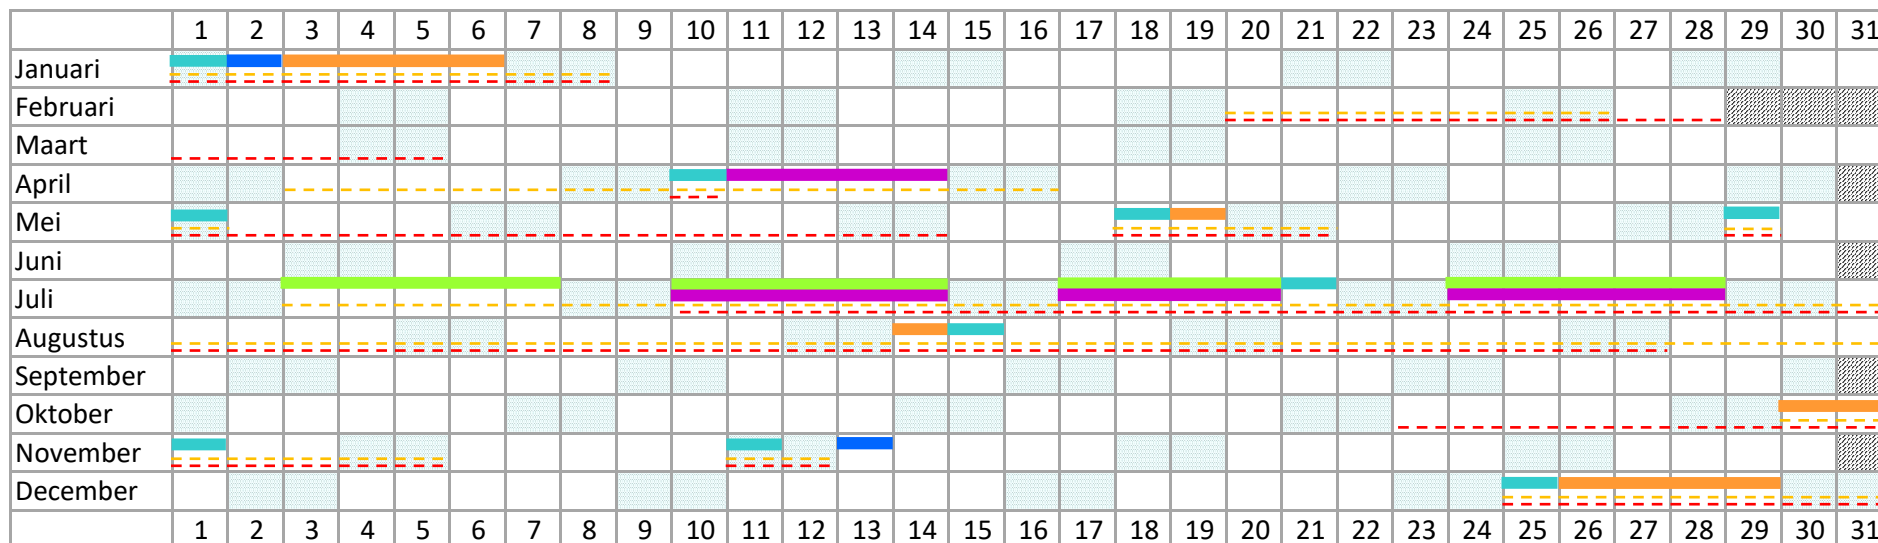 1 2 3 4 5 6 7 8 9 10 11 12 13 14 15 16 17 18 19 20 21 22 23 24 25 26 27 28 29 30 31
Januari
Februari
Maart
April
Mei
Juni
Juli
Augustus
September
Oktober
November
December
1 2 3 4 5 6 7 8 9 10 11 12 13 14 15 16 17 18 19 20 21 22 23 24 25 26 27 28 29 30 31